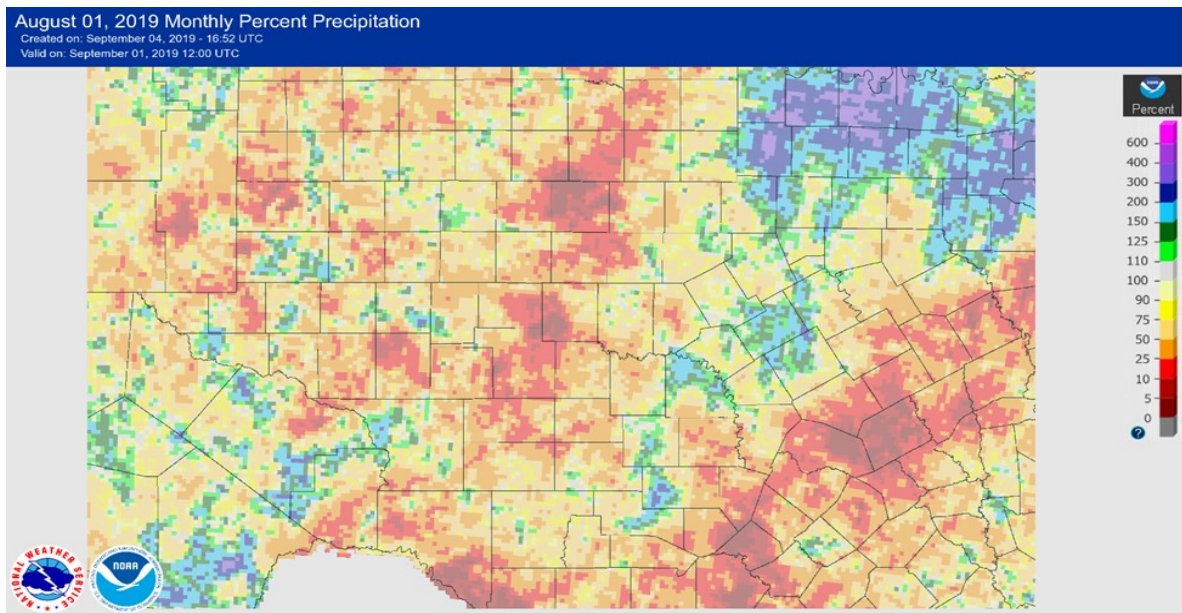 August 01, 2019 Monthly Percent Precipitation
Created on: September 04, 2019 - 16:52 UTC
Valid on: September 01, 2019 12:00 UTC
NOAA
Percent
600
400
300
200
150
125
110
100
90
75
50
25
10
5
0
?
NATIONAL WEATHER SERVICE
NOAA